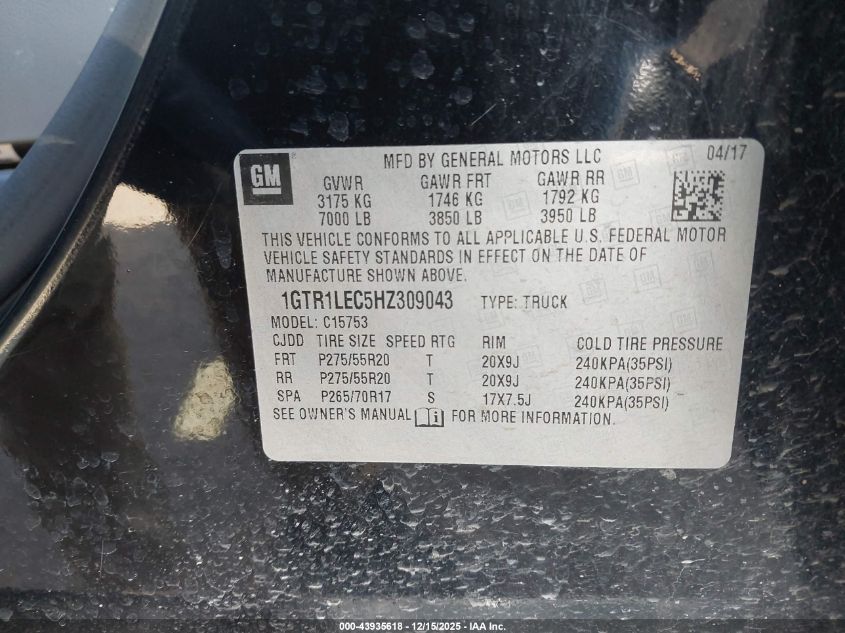 GM
MFD BY GENERAL MOTORS LLC 04/17
GVWR GAWR FRT GAWR RR
3175 KG 1746 KG 1792 KG
7000 LB 3850 LB 3950 LB
THIS VEHICLE CONFORMS TO ALL APPLICABLE U.S. FEDERAL MOTOR
VEHICLE SAFETY STANDARDS IN EFFECT ON THE DATE OF
MANUFACTURE SHOWN ABOVE.
1GTR1LEC5HZ309043 TYPE: TRUCK
MODEL: C15753
CJDD TIRE SIZE SPEED RTG RIM COLD TIRE PRESSURE
FRT P275/55R20 T 20X9J 240KPA(35PSI)
RR P275/55R20 T 20X9J 240KPA(35PSI)
SPA P265/70R17 S 17X7.5J 240KPA(35PSI)
SEE OWNER'S MANUAL i FOR MORE INFORMATION.
000-43935618 - 12/15/2025 - IAA Inc.